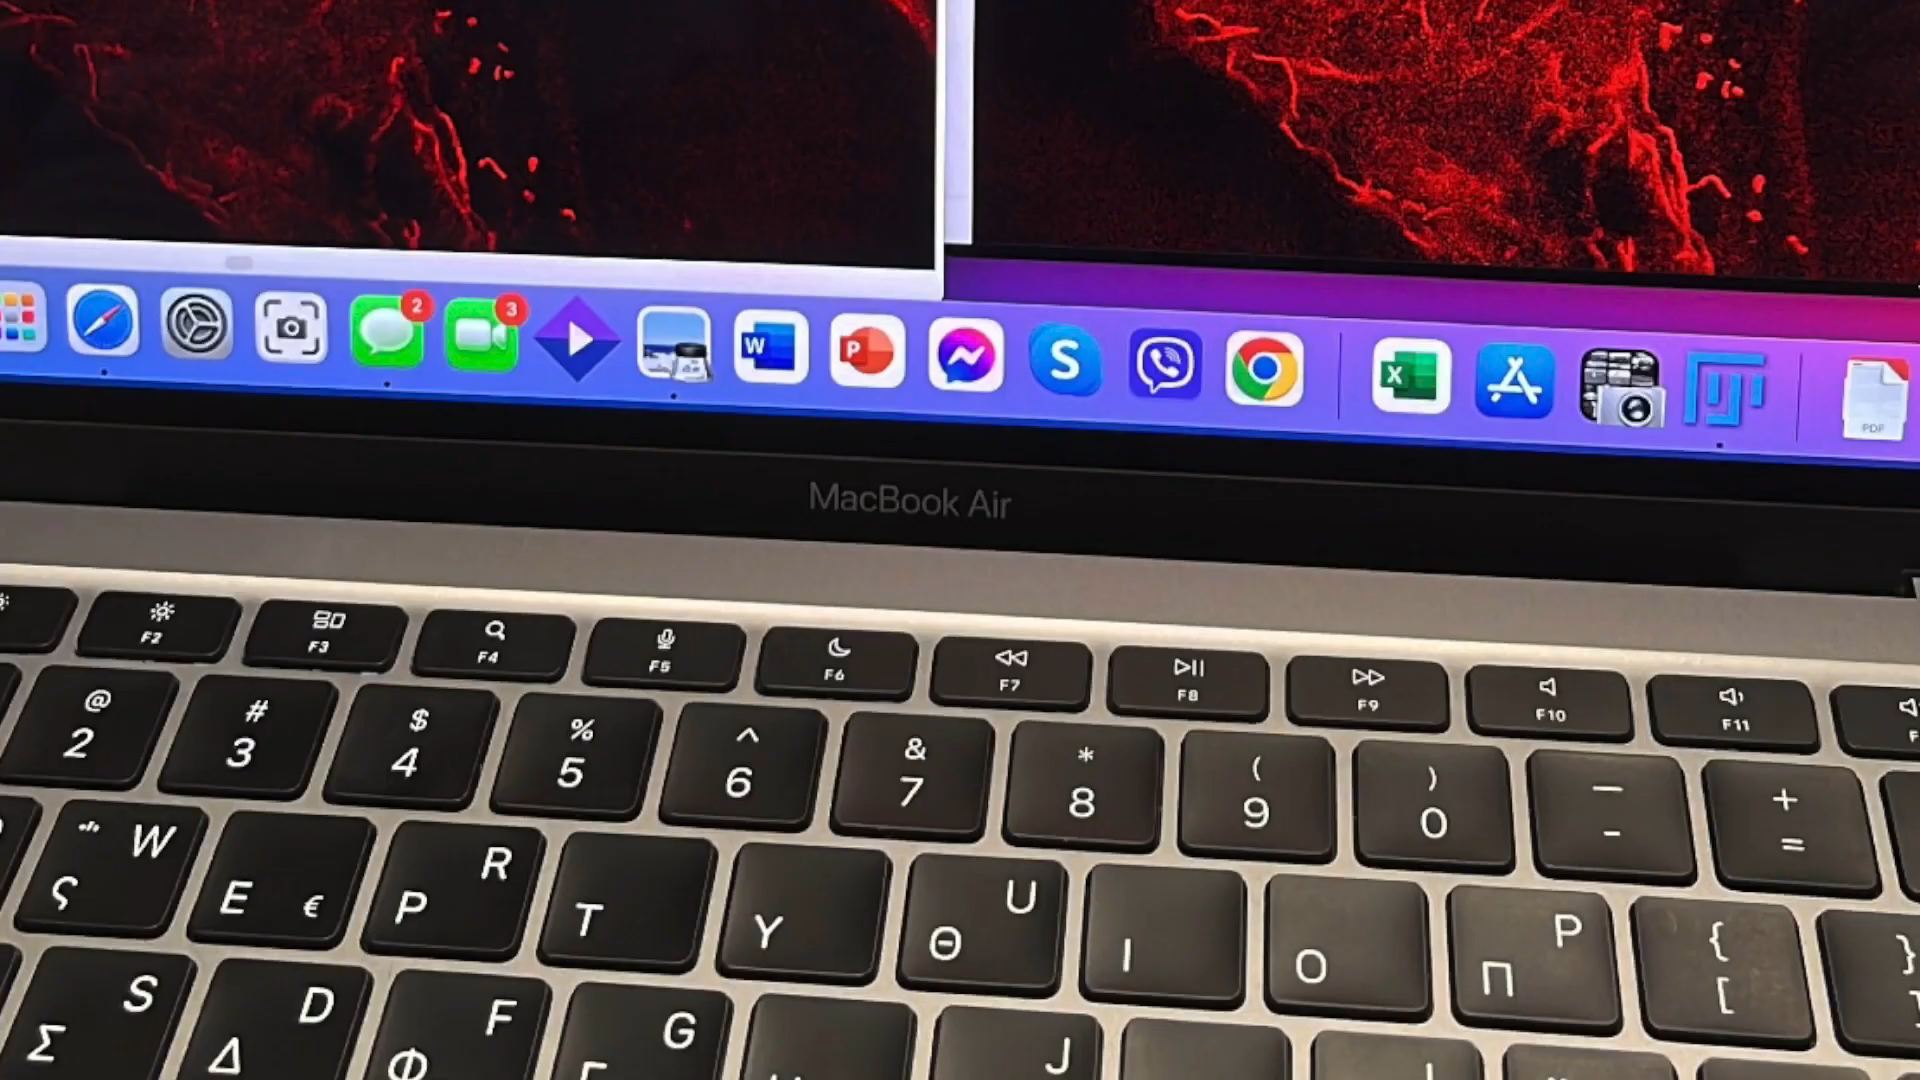 2
3
W
P
S
X
PDF
MacBook Air
F2
F3
F4
F5
F6
F7
F8
F9
F10
F11
@ # $ % ^ & * ( ) — +
2 3 4 5 6 7 8 9 0 - =
W R U P {
ς E € Ρ Τ Υ Θ Ι Ο Π [
S D F G J
Σ Δ Φ